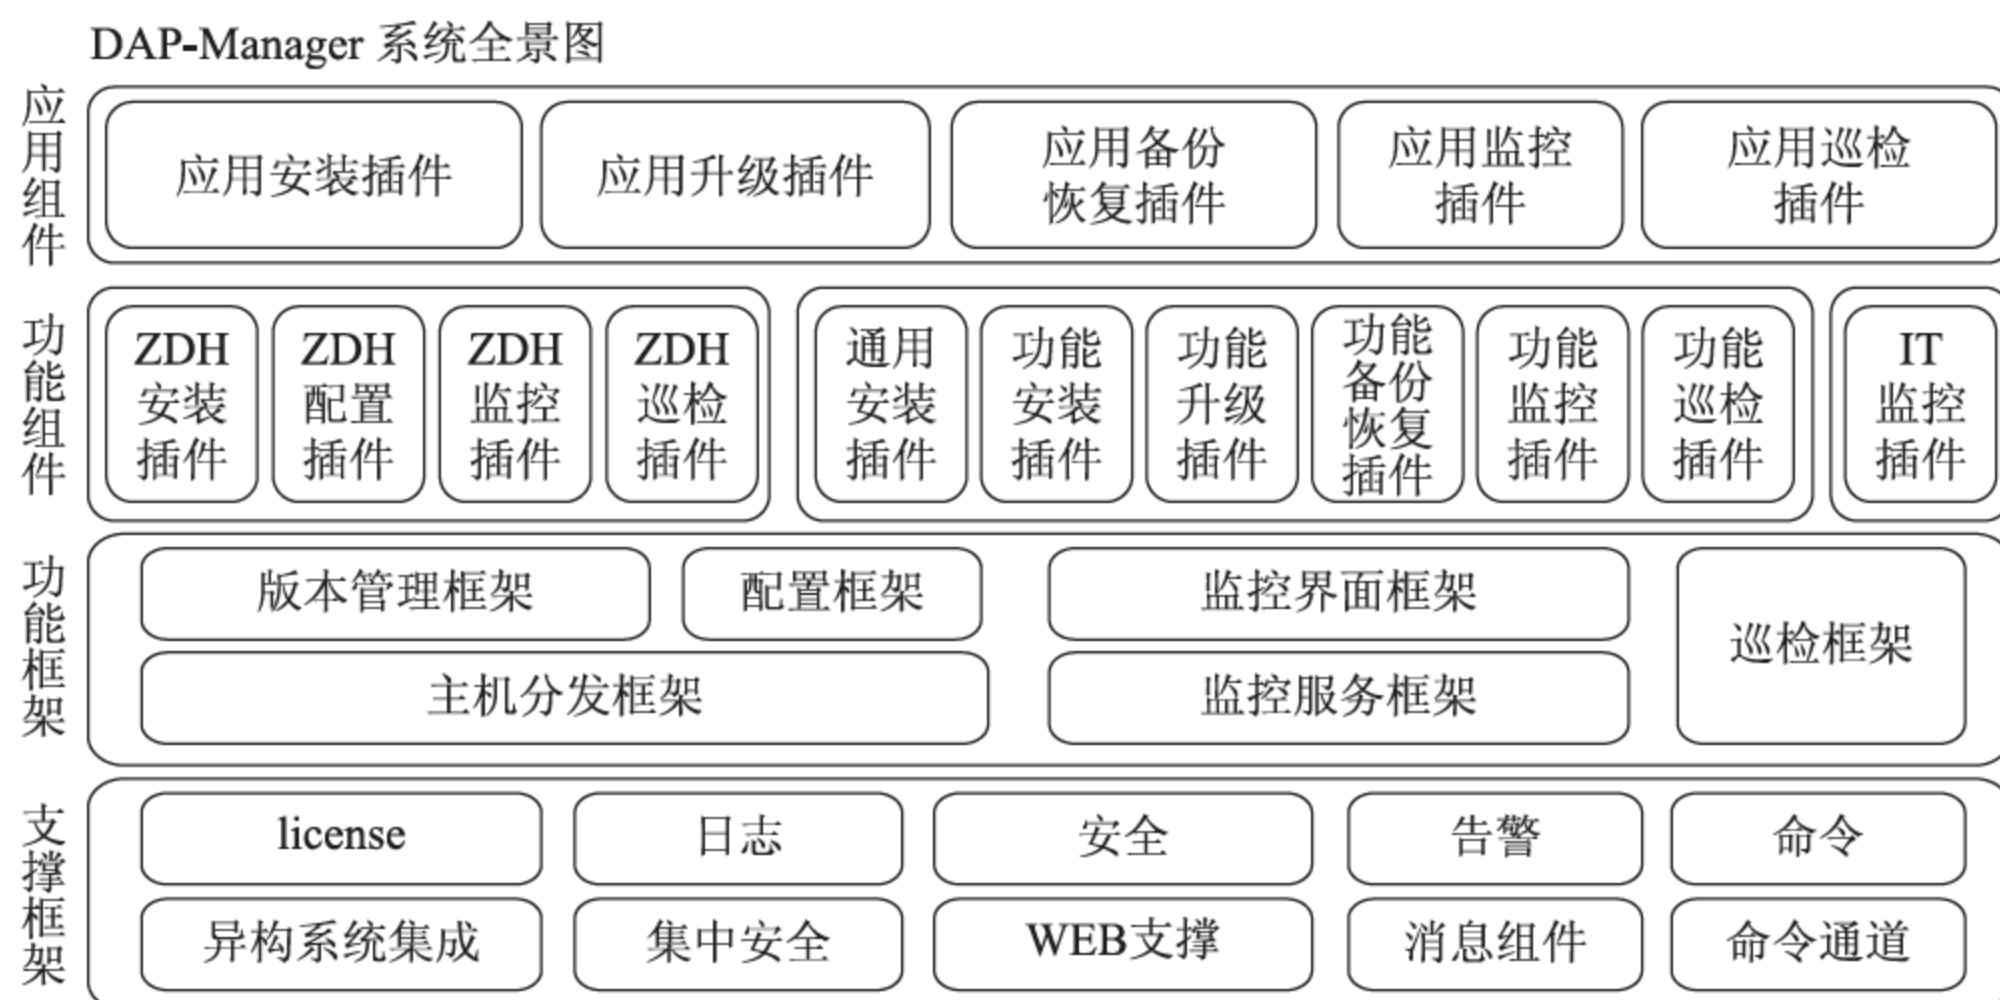 DAP-Manager 系统全景图
应用组件
应用安装插件
应用升级插件
应用备份
恢复插件
应用监控
插件
应用巡检
插件
功能组件
ZDH
安装
插件
ZDH
配置
插件
ZDH
监控
插件
ZDH
巡检
插件
通用
安装
插件
功能
安装
插件
功能
升级
插件
功能
备份
恢复
插件
功能
监控
插件
功能
巡检
插件
IT
监控
插件
功能框架
版本管理框架
配置框架
监控界面框架
巡检框架
主机分发框架
监控服务框架
支撑框架
license
日志
安全
告警
命令
异构系统集成
集中安全
WEB支撑
消息组件
命令通道